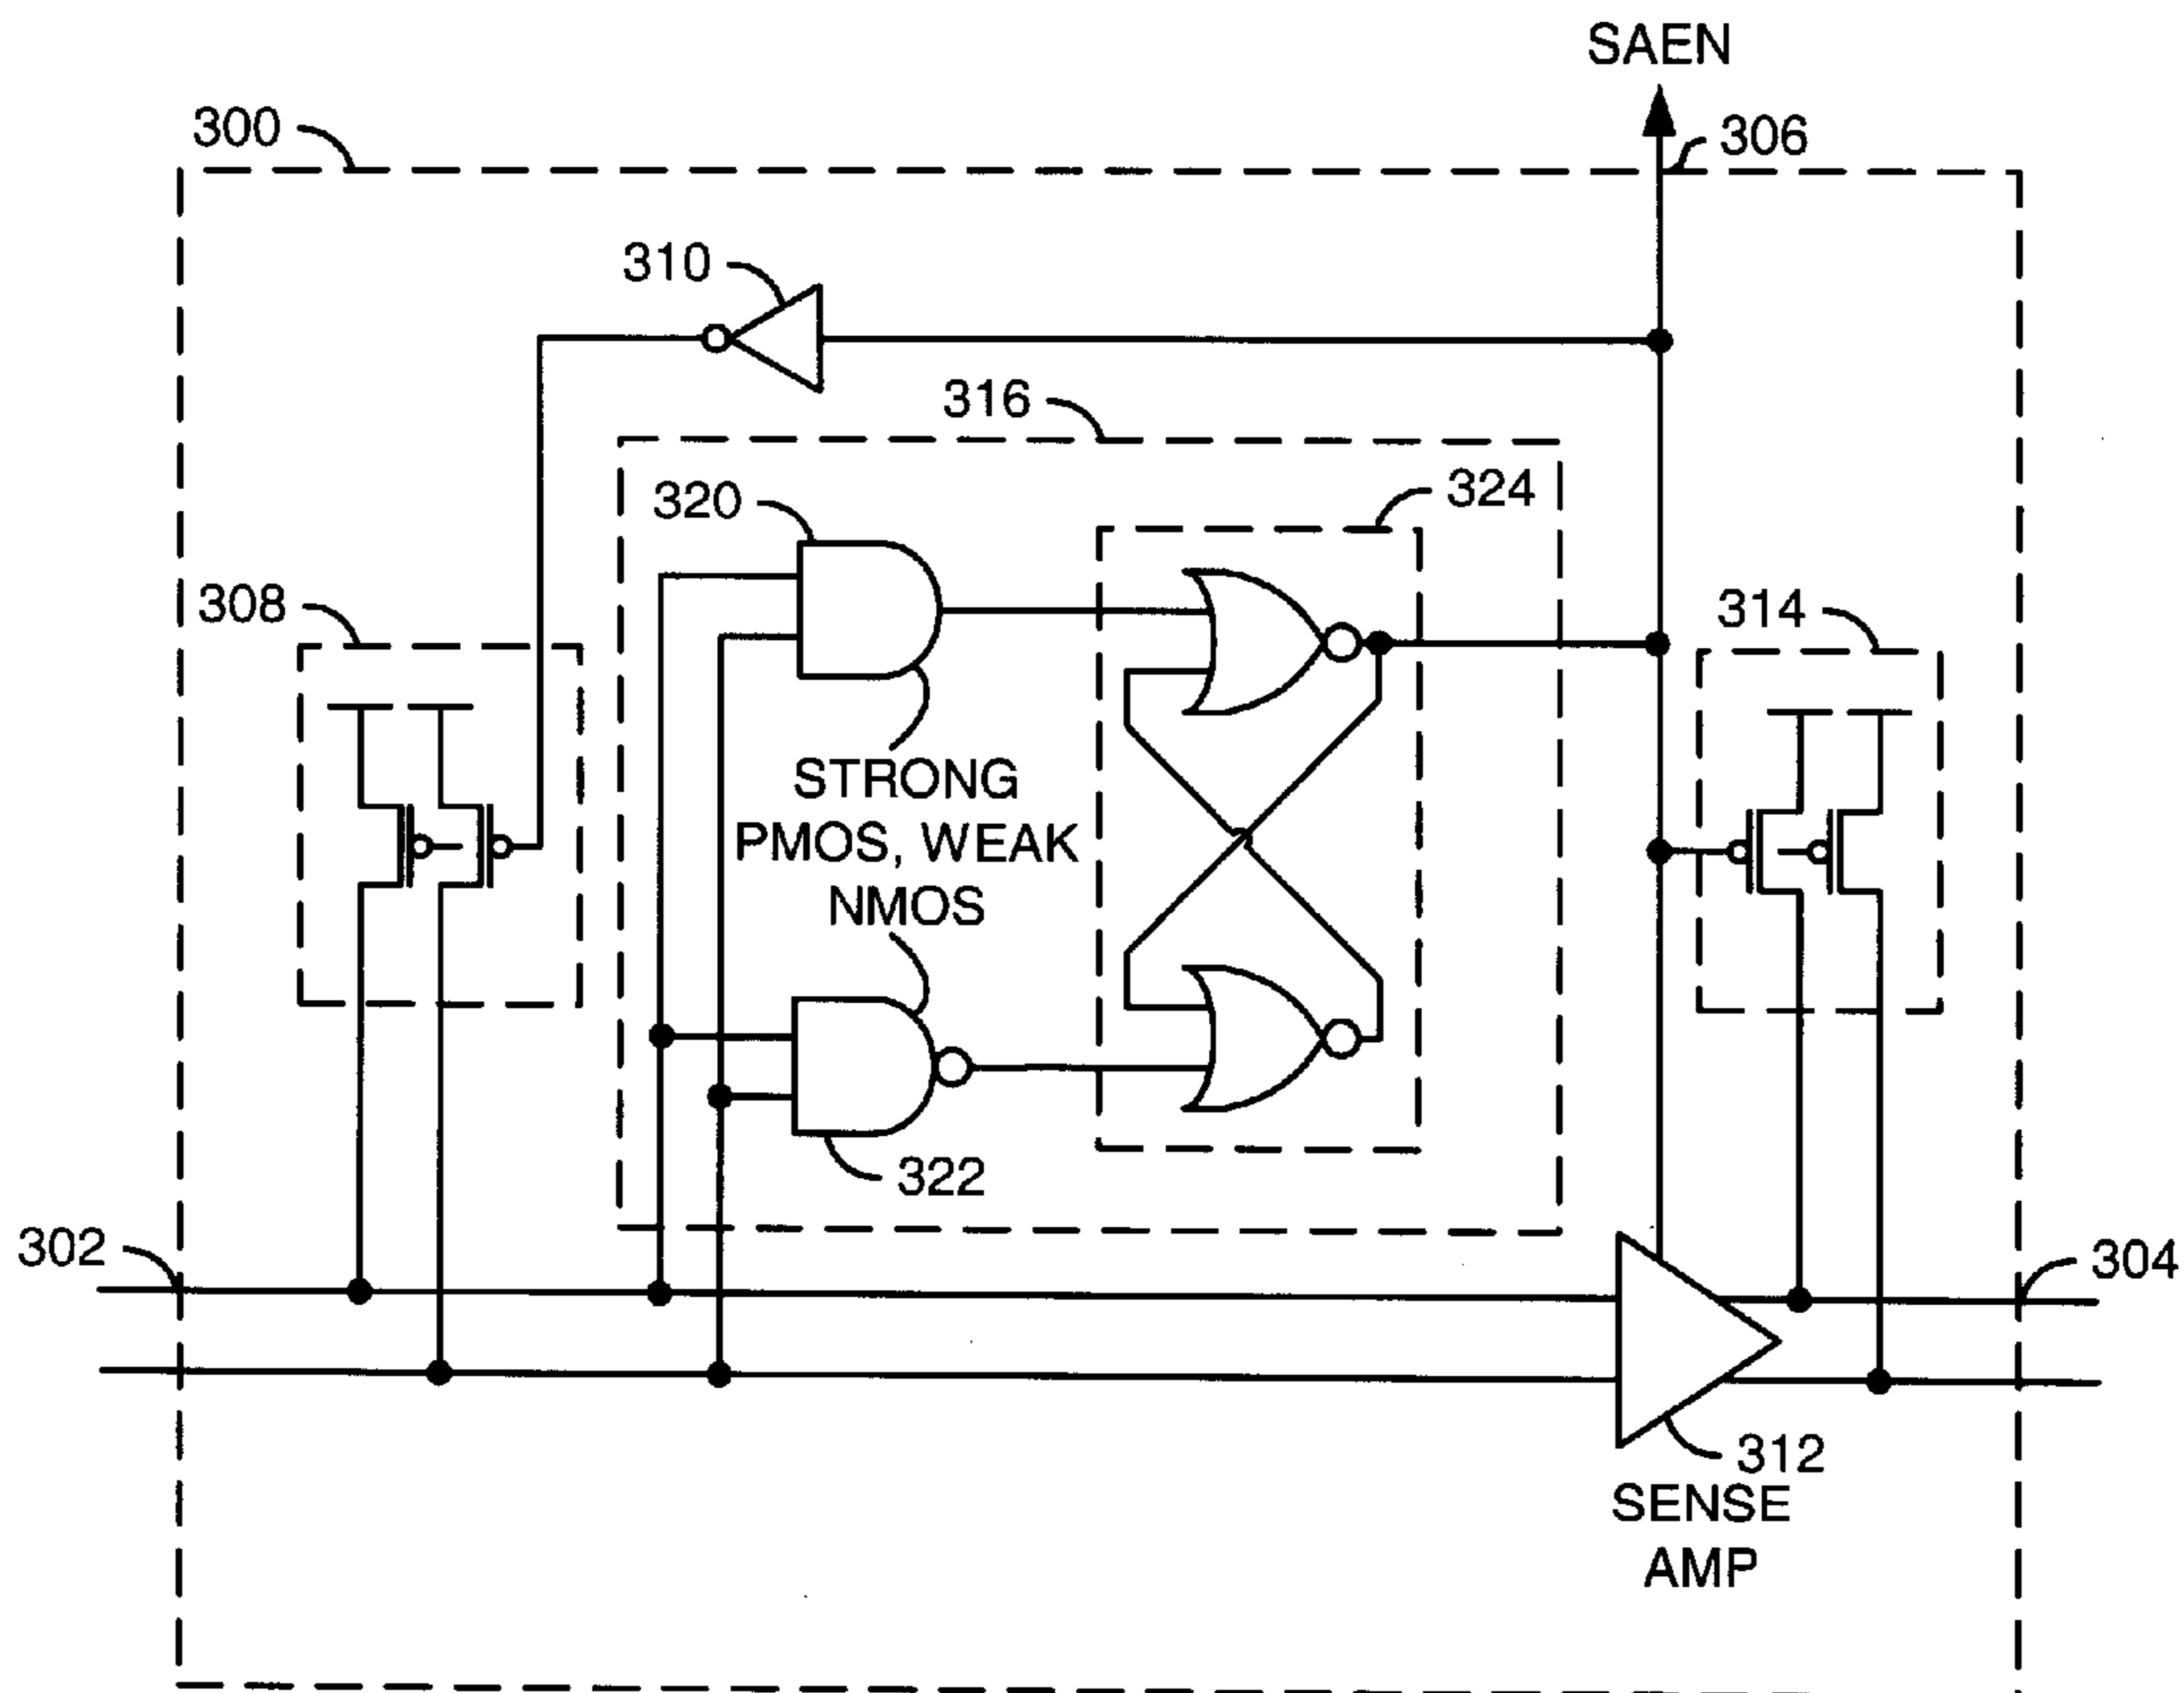 SAEN
300
306
310
316
320
324
308
314
STRONG
PMOS, WEAK
NMOS
322
302
304
312
SENSE
AMP